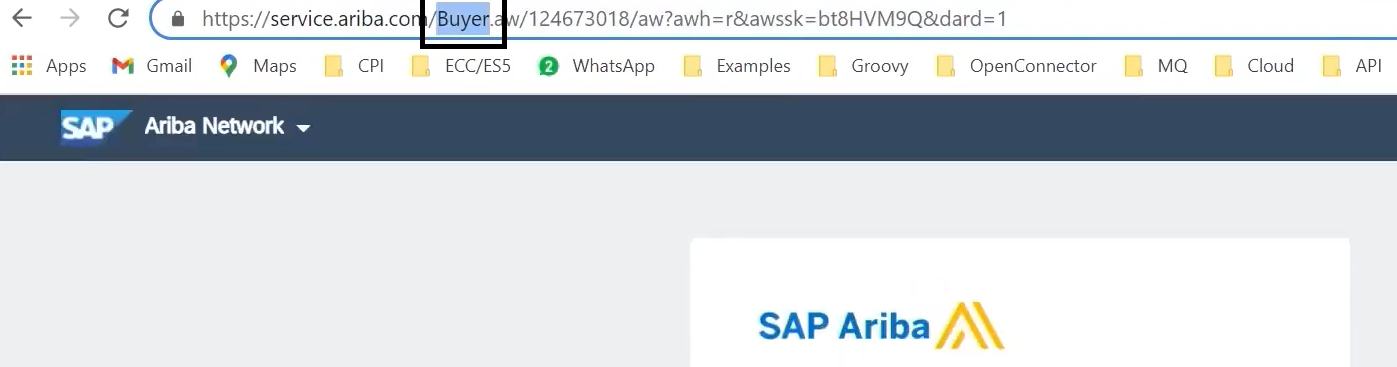 https://service.ariba.com/Buyer.aw/124673018/aw?awh=r&awssk=bt8HVM9Q&dard=1
Apps Gmail Maps CPI ECC/ES5 2 WhatsApp Examples Groovy OpenConnector MQ Cloud API
SAP Ariba Network
SAP Ariba